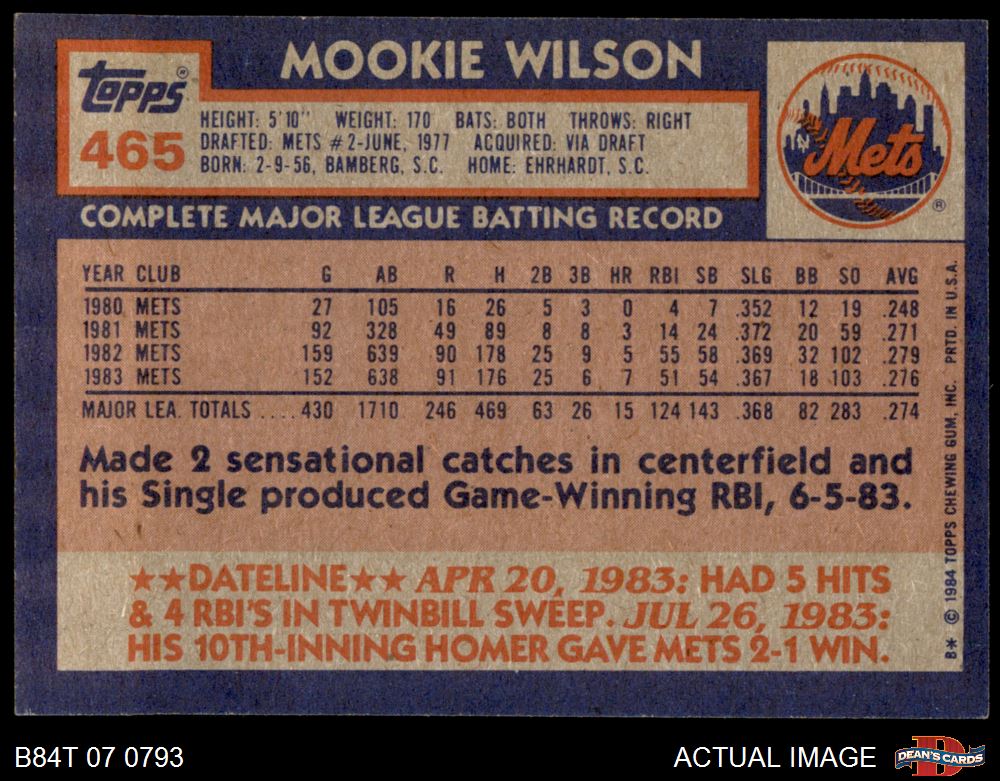 MOOKIE WILSON
Topps®
465
HEIGHT: 5'10" WEIGHT: 170 BATS: BOTH THROWS: RIGHT
DRAFTED: METS #2-JUNE, 1977 ACQUIRED: VIA DRAFT
BORN: 2-9-56, BAMBERG, S.C. HOME: EHRHARDT, S.C.
NY
Mets
®
COMPLETE MAJOR LEAGUE BATTING RECORD
YEAR CLUB G AB R H 2B 3B HR RBI SB SLG BB SO AVG
1980 METS 27 105 16 26 5 3 0 4 7 .352 12 19 .248
1981 METS 92 328 49 89 8 8 3 14 24 .372 20 59 .271
1982 METS 159 639 90 178 25 9 5 55 58 .369 32 102 .279
1983 METS 152 638 91 176 25 6 7 51 54 .367 18 103 .276
MAJOR LEA. TOTALS .... 430 1710 246 469 63 26 15 124 143 .368 82 283 .274
Made 2 sensational catches in centerfield and
his Single produced Game-Winning RBI, 6-5-83.
★★DATELINE★★ APR 20, 1983: HAD 5 HITS
& 4 RBI'S IN TWINBILL SWEEP. JUL 26, 1983:
HIS 10TH-INNING HOMER GAVE METS 2-1 WIN.
B* © 1984 TOPPS CHEWING GUM, INC. PRTD. IN U.S.A.
B84T 07 0793
ACTUAL IMAGE
D
DEAN'S CARDS